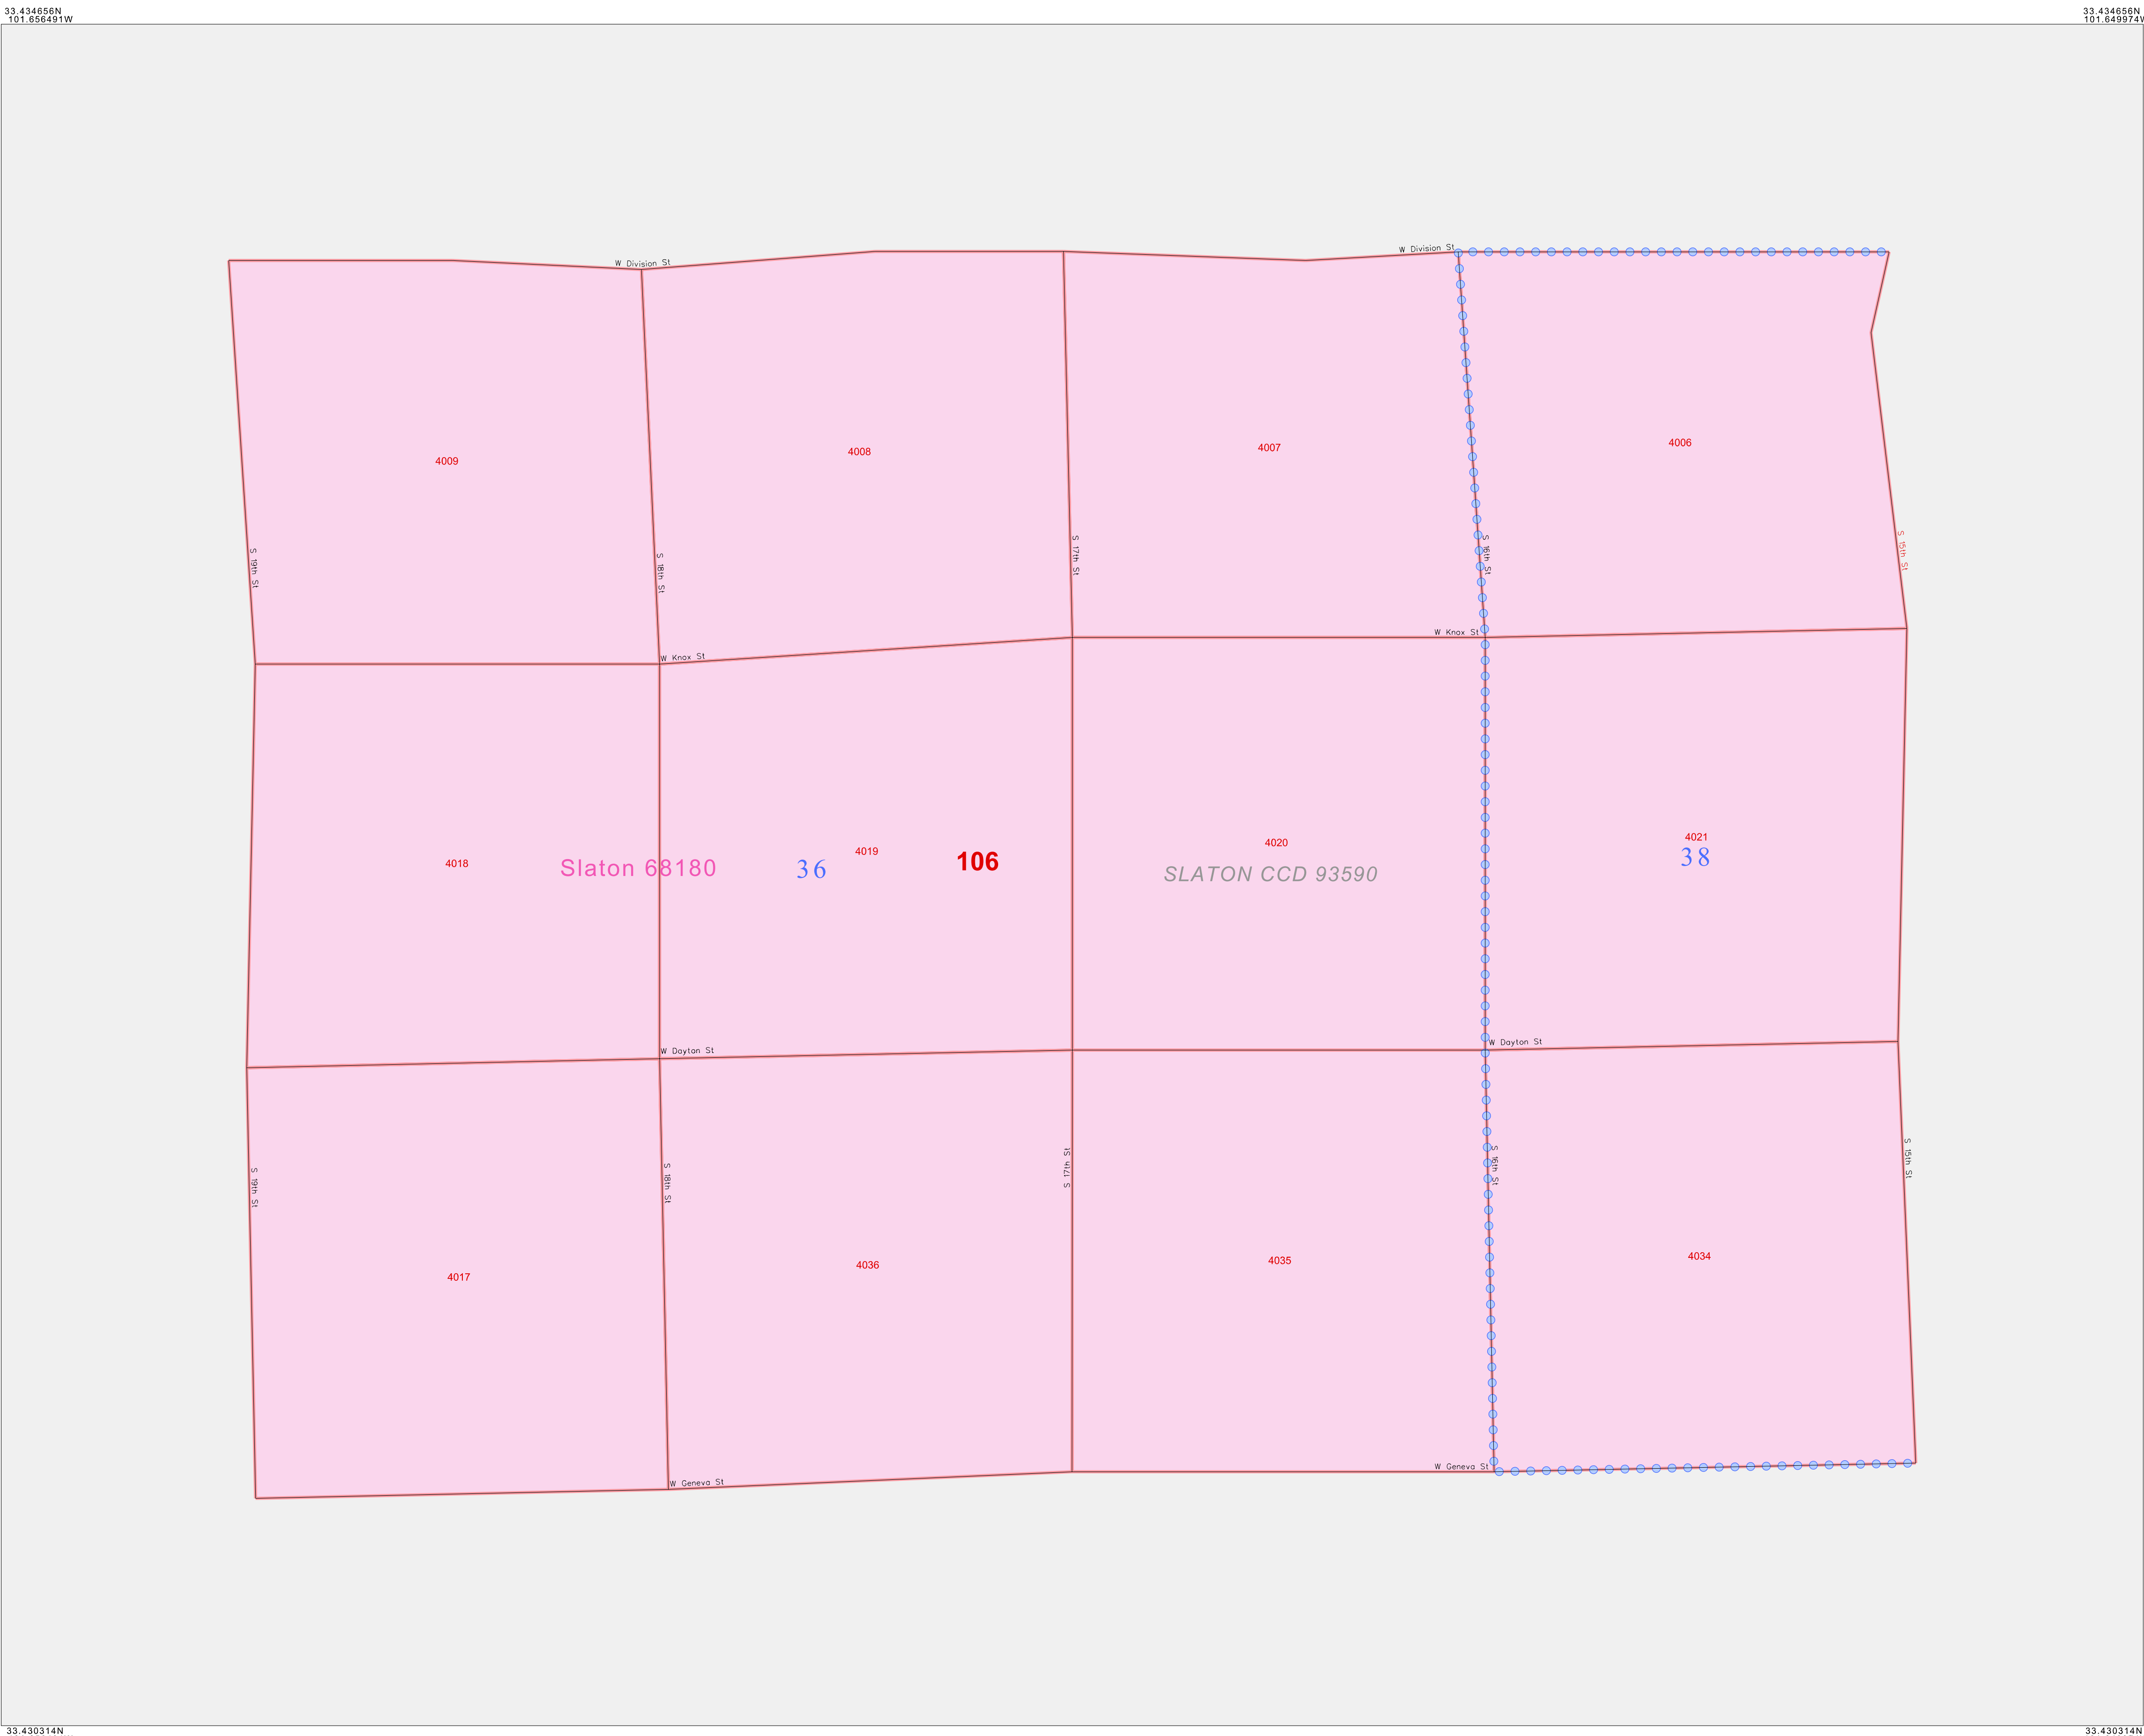 33.434656N
101.656491W
33.434656N
101.649974W
W Division St
W Division St
4009
4008
4007
4006
S 19th St
S 18th St
S 17th St
S 16th St
S 15th St
W Knox St
W Knox St
4018
Slaton 68180
36
4019
106
4020
SLATON CCD 93590
4021
38
W Dayton St
W Dayton St
S 19th St
S 18th St
S 17th St
S 16th St
S 15th St
4017
4036
4035
4034
W Geneva St
W Geneva St
33.430314N
33.430314N